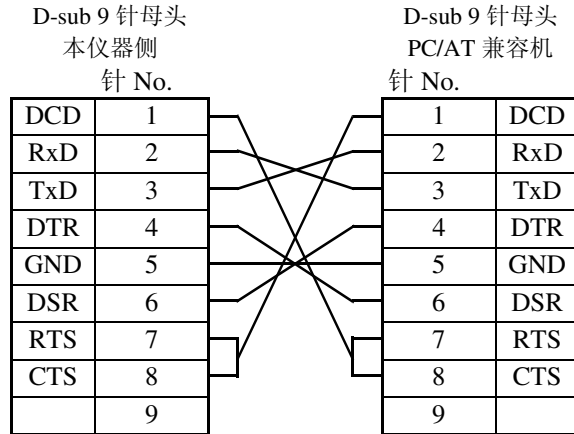 D-sub 9 针母头 D-sub 9 针母头
本仪器侧 PC/AT 兼容机
针 No. 针 No.
DCD 1 1 DCD
RxD 2 2 RxD
TxD 3 3 TxD
DTR 4 4 DTR
GND 5 5 GND
DSR 6 6 DSR
RTS 7 7 RTS
CTS 8 8 CTS
9 9